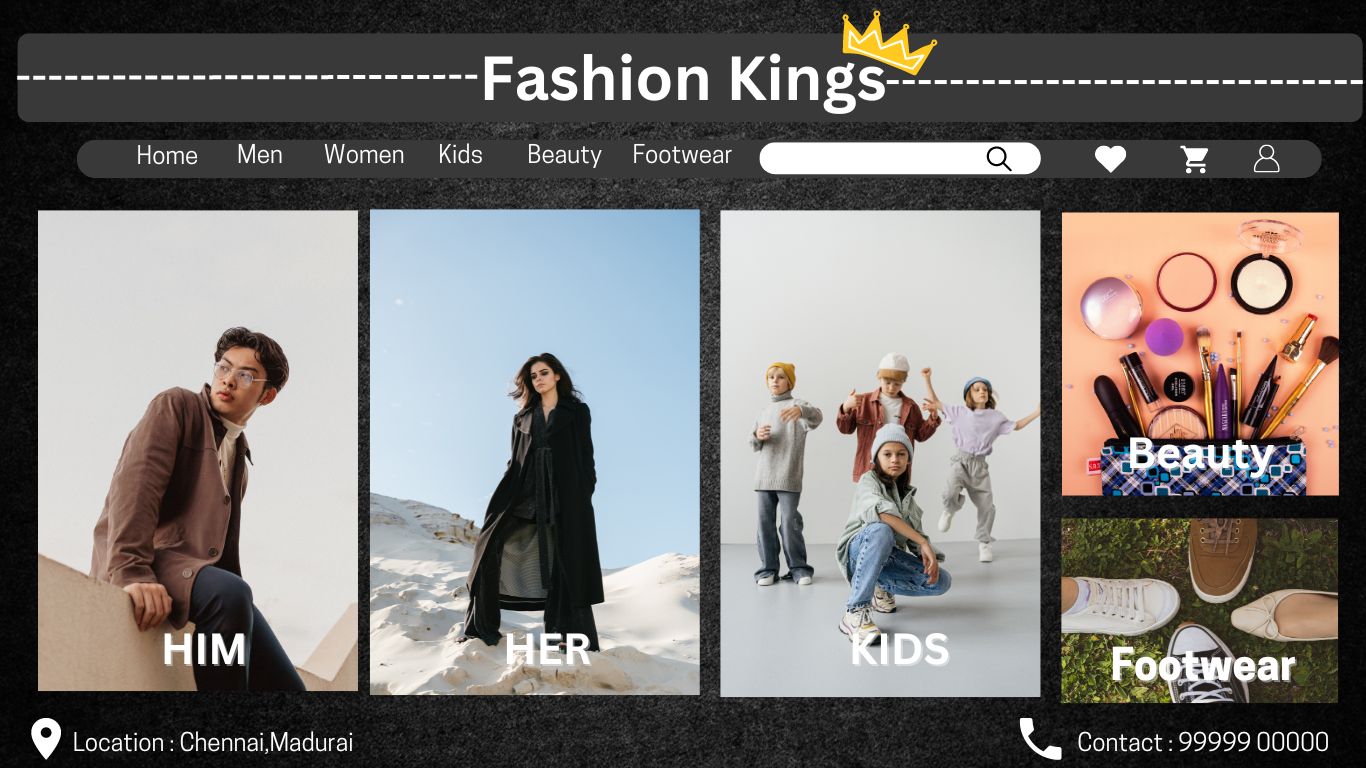 Fashion Kings
Home Men Women Kids Beauty Footwear
HIM
HER
KIDS
Beauty
Footwear
Location : Chennai,Madurai
Contact : 99999 00000